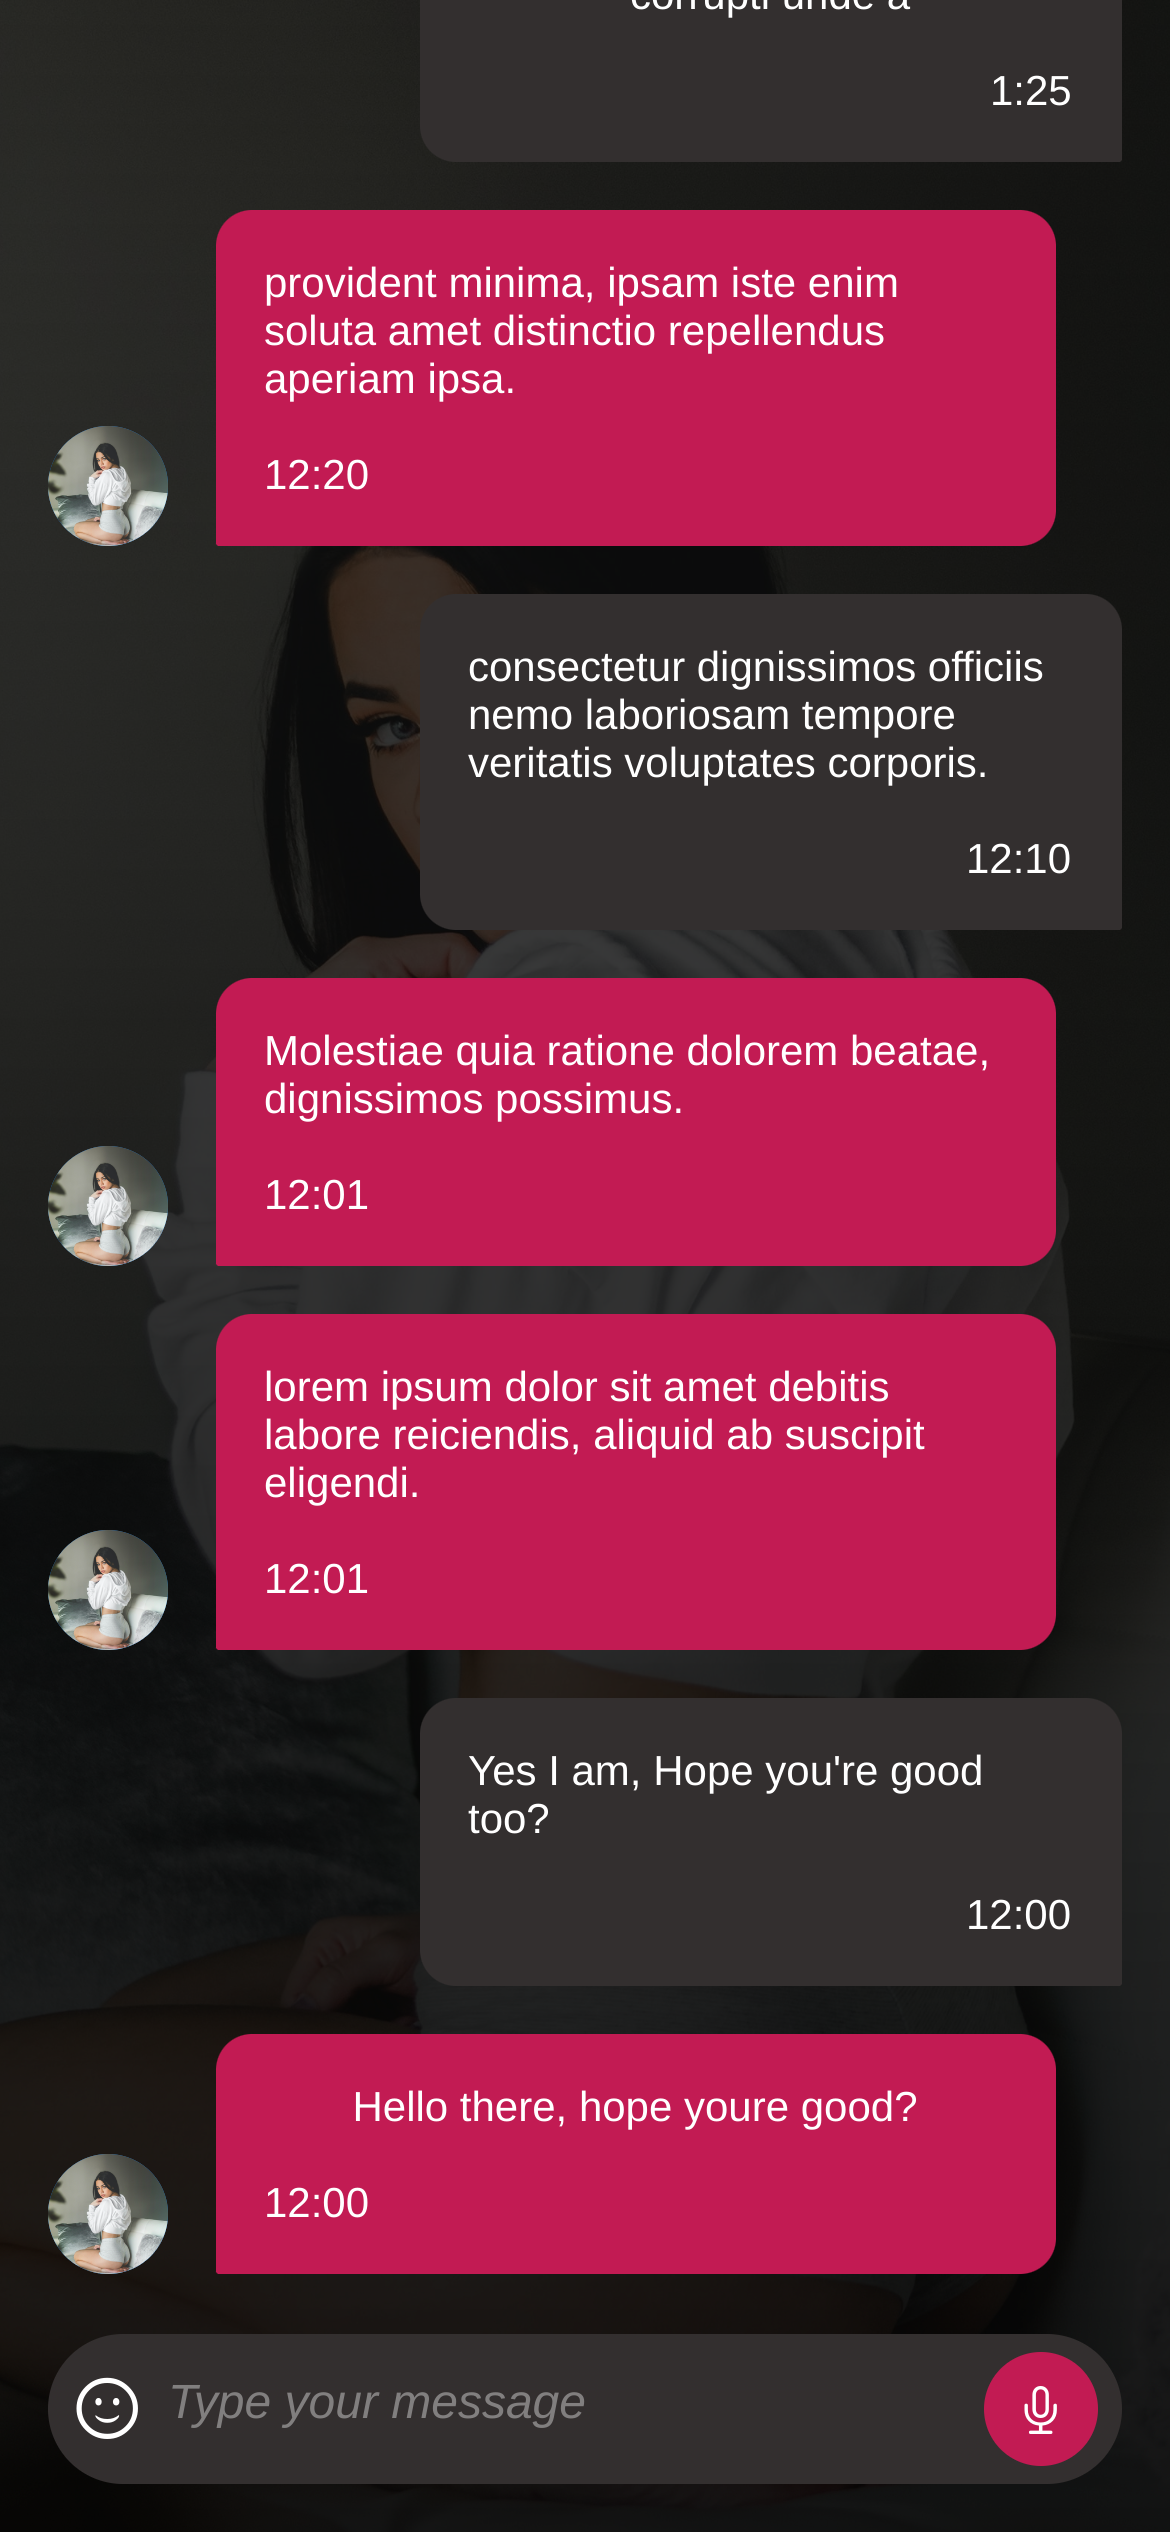 corrupti unde a
1:25
provident minima, ipsam iste enim
soluta amet distinctio repellendus
aperiam ipsa.
12:20
consectetur dignissimos officiis
nemo laboriosam tempore
veritatis voluptates corporis.
12:10
Molestiae quia ratione dolorem beatae,
dignissimos possimus.
12:01
lorem ipsum dolor sit amet debitis
labore reiciendis, aliquid ab suscipit
eligendi.
12:01
Yes I am, Hope you're good
too?
12:00
Hello there, hope youre good?
12:00
Type your message